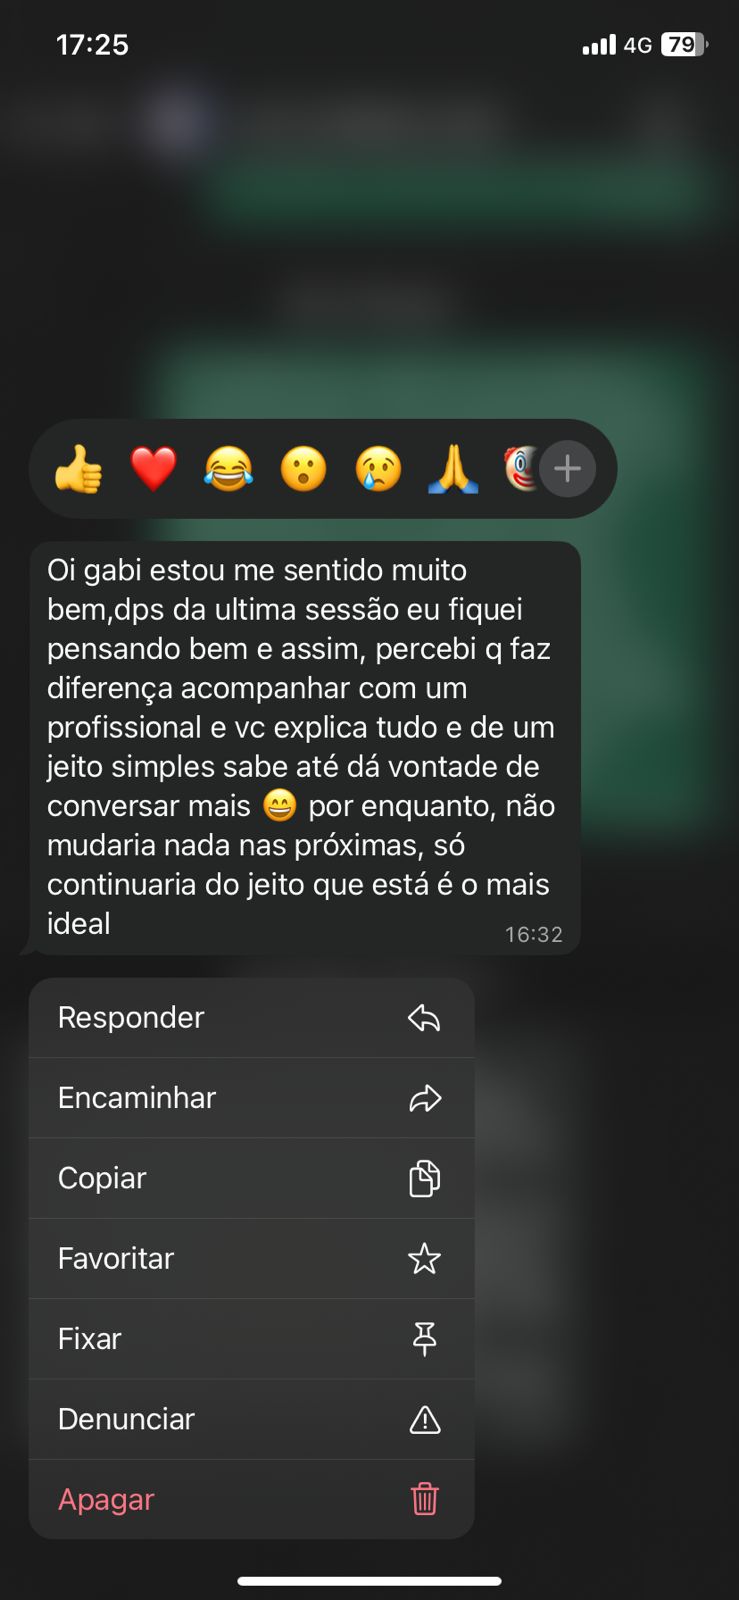 17:25
4G
79
Oi gabi estou me sentido muito
bem,dps da ultima sessão eu fiquei
pensando bem e assim, percebi q faz
diferença acompanhar com um
profissional e vc explica tudo e de um
jeito simples sabe até dá vontade de
conversar mais 😄 por enquanto, não
mudaria nada nas próximas, só
continuaria do jeito que está é o mais
ideal
16:32
Responder
Encaminhar
Copiar
Favoritar
Fixar
Denunciar
Apagar